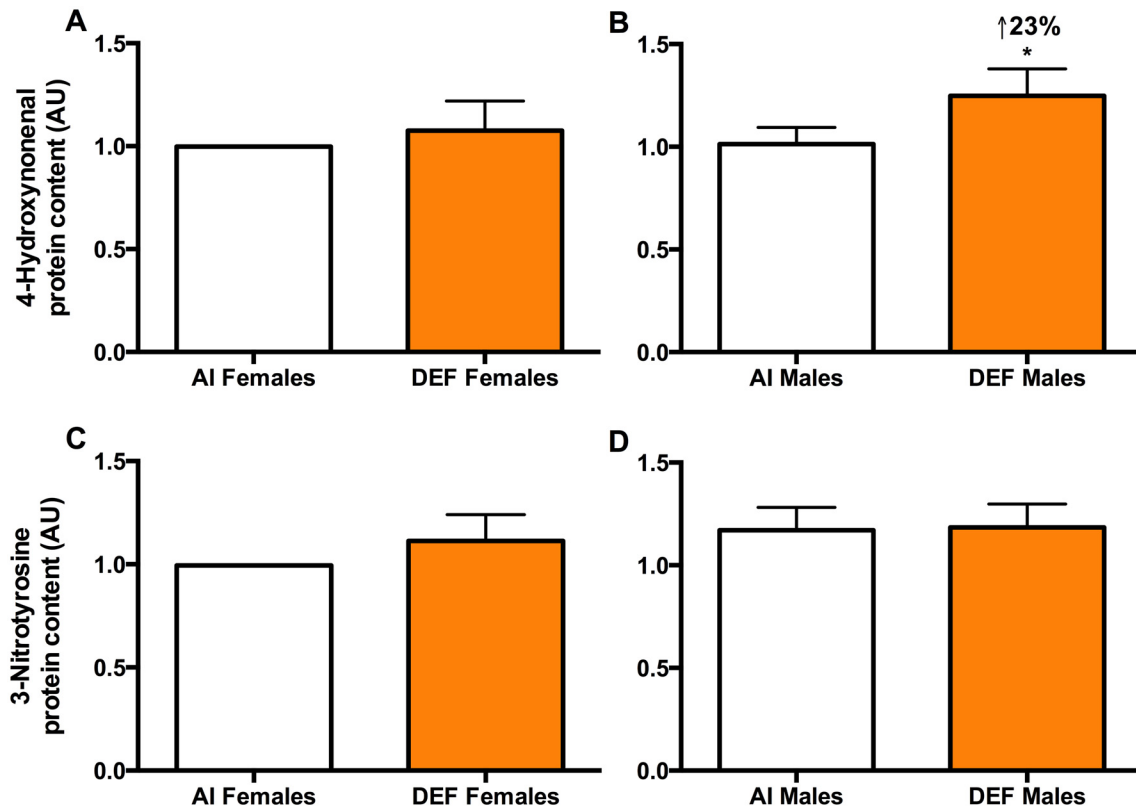 A
4-Hydroxynonenal
protein content (AU)
1.5
1.0
0.5
0.0
AI Females
DEF Females
B
↑23%
*
1.5
1.0
0.5
0.0
AI Males
DEF Males
C
3-Nitrotyrosine
protein content (AU)
1.5
1.0
0.5
0.0
AI Females
DEF Females
D
1.5
1.0
0.5
0.0
AI Males
DEF Males